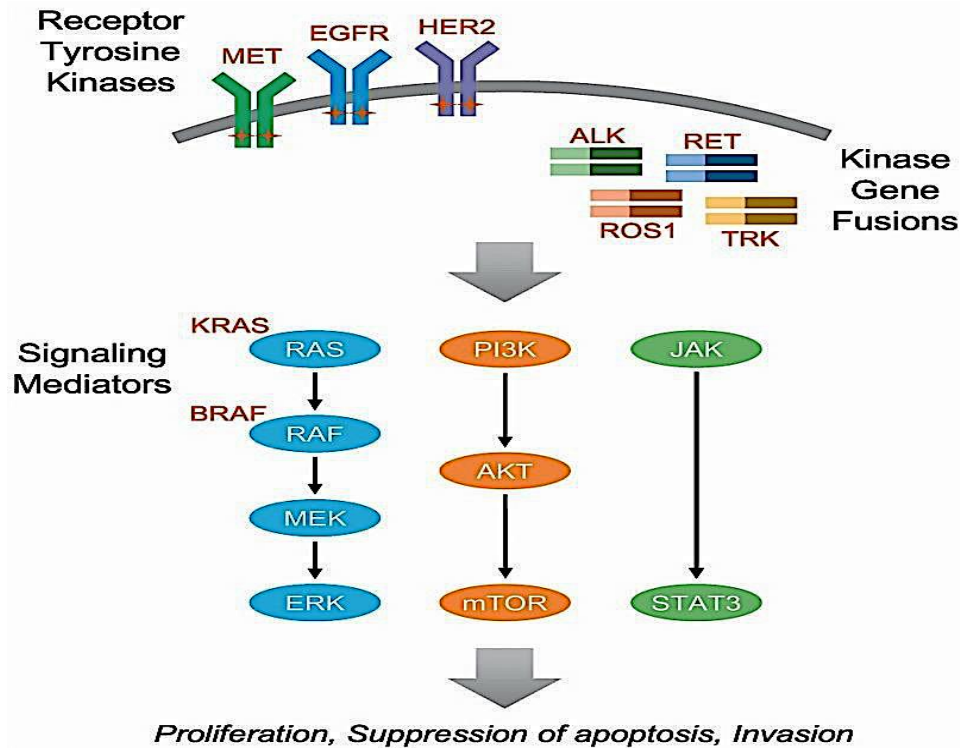 Receptor
Tyrosine
Kinases
MET
EGFR
HER2
ALK
RET
ROS1
TRK
Kinase
Gene
Fusions
Signaling
Mediators
KRAS
RAS
PI3K
JAK
BRAF
RAF
AKT
MEK
ERK
mTOR
STAT3
Proliferation, Suppression of apoptosis, Invasion